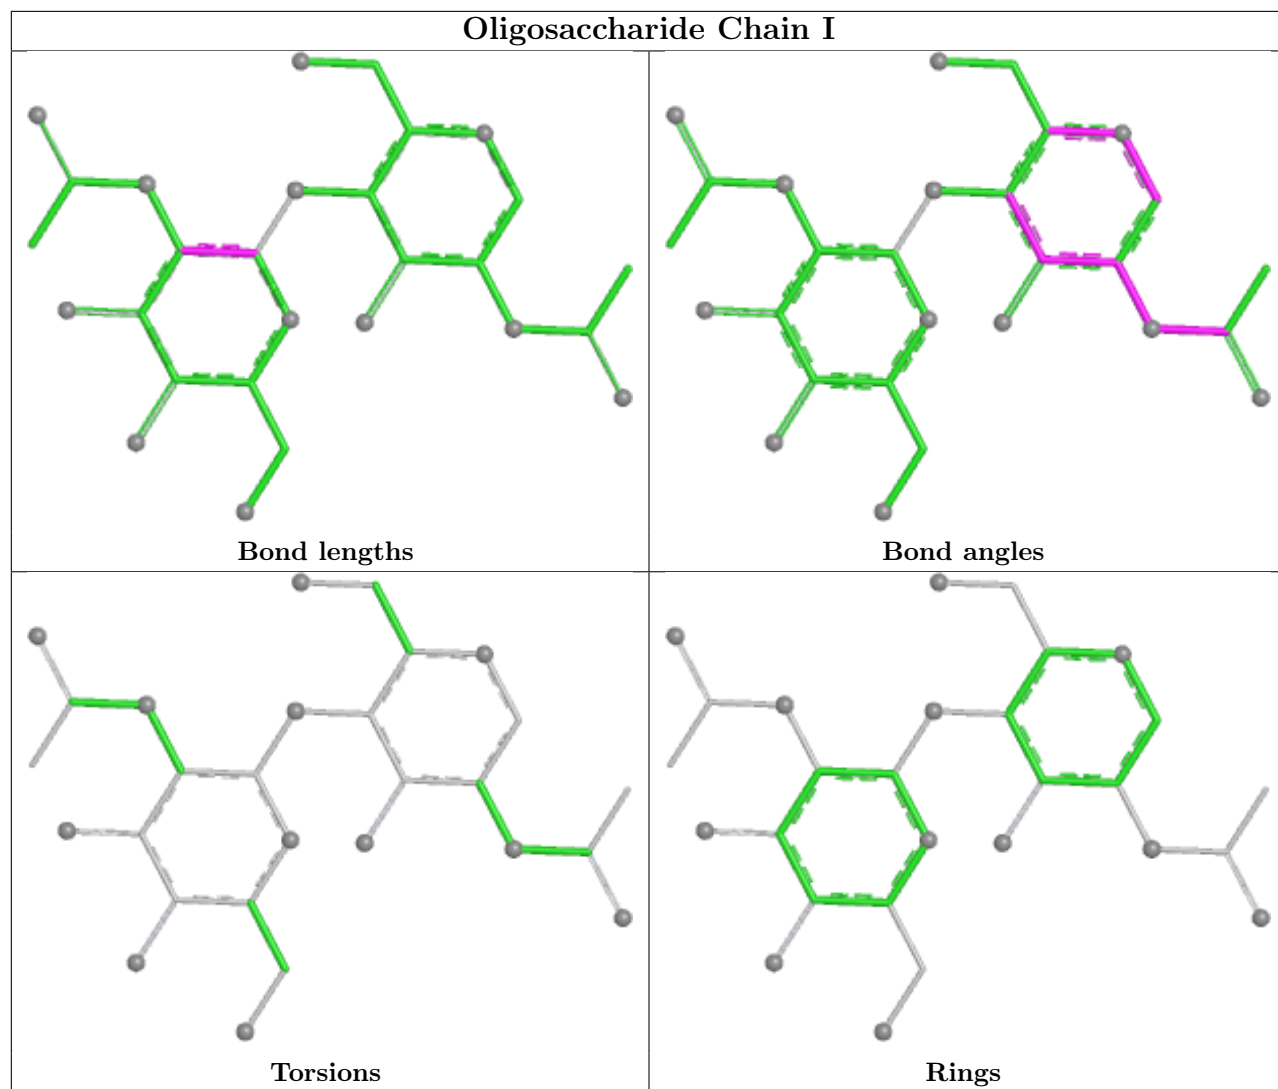 Oligosaccharide Chain I
Bond lengths
Bond angles
Torsions
Rings